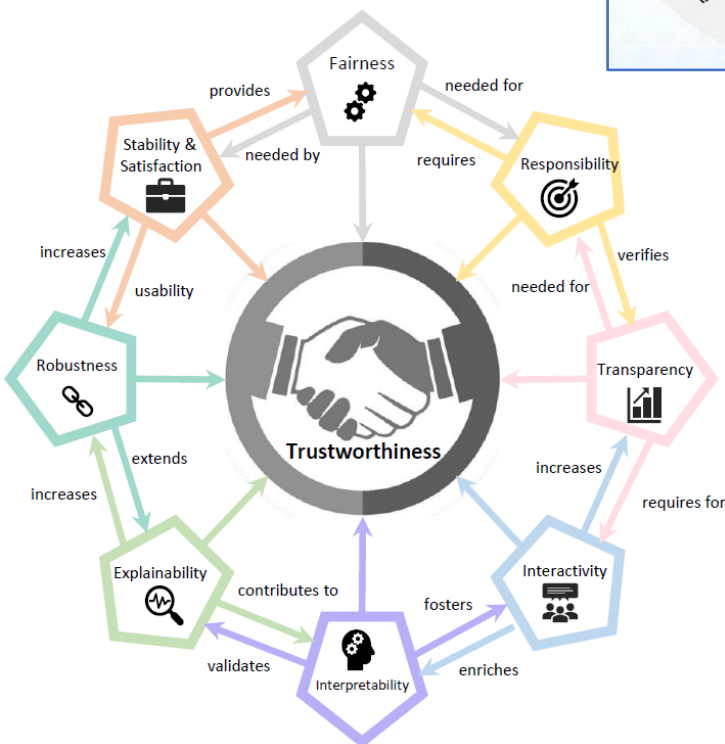 Fairness
provides
needed for
Stability &
Satisfaction
needed by
requires
Responsibility
increases
verifies
usability
needed for
Robustness
Transparency
Trustworthiness
extends
increases
increases
requires for
Explainability
Interactivity
contributes to
fosters
validates
enriches
Interpretability